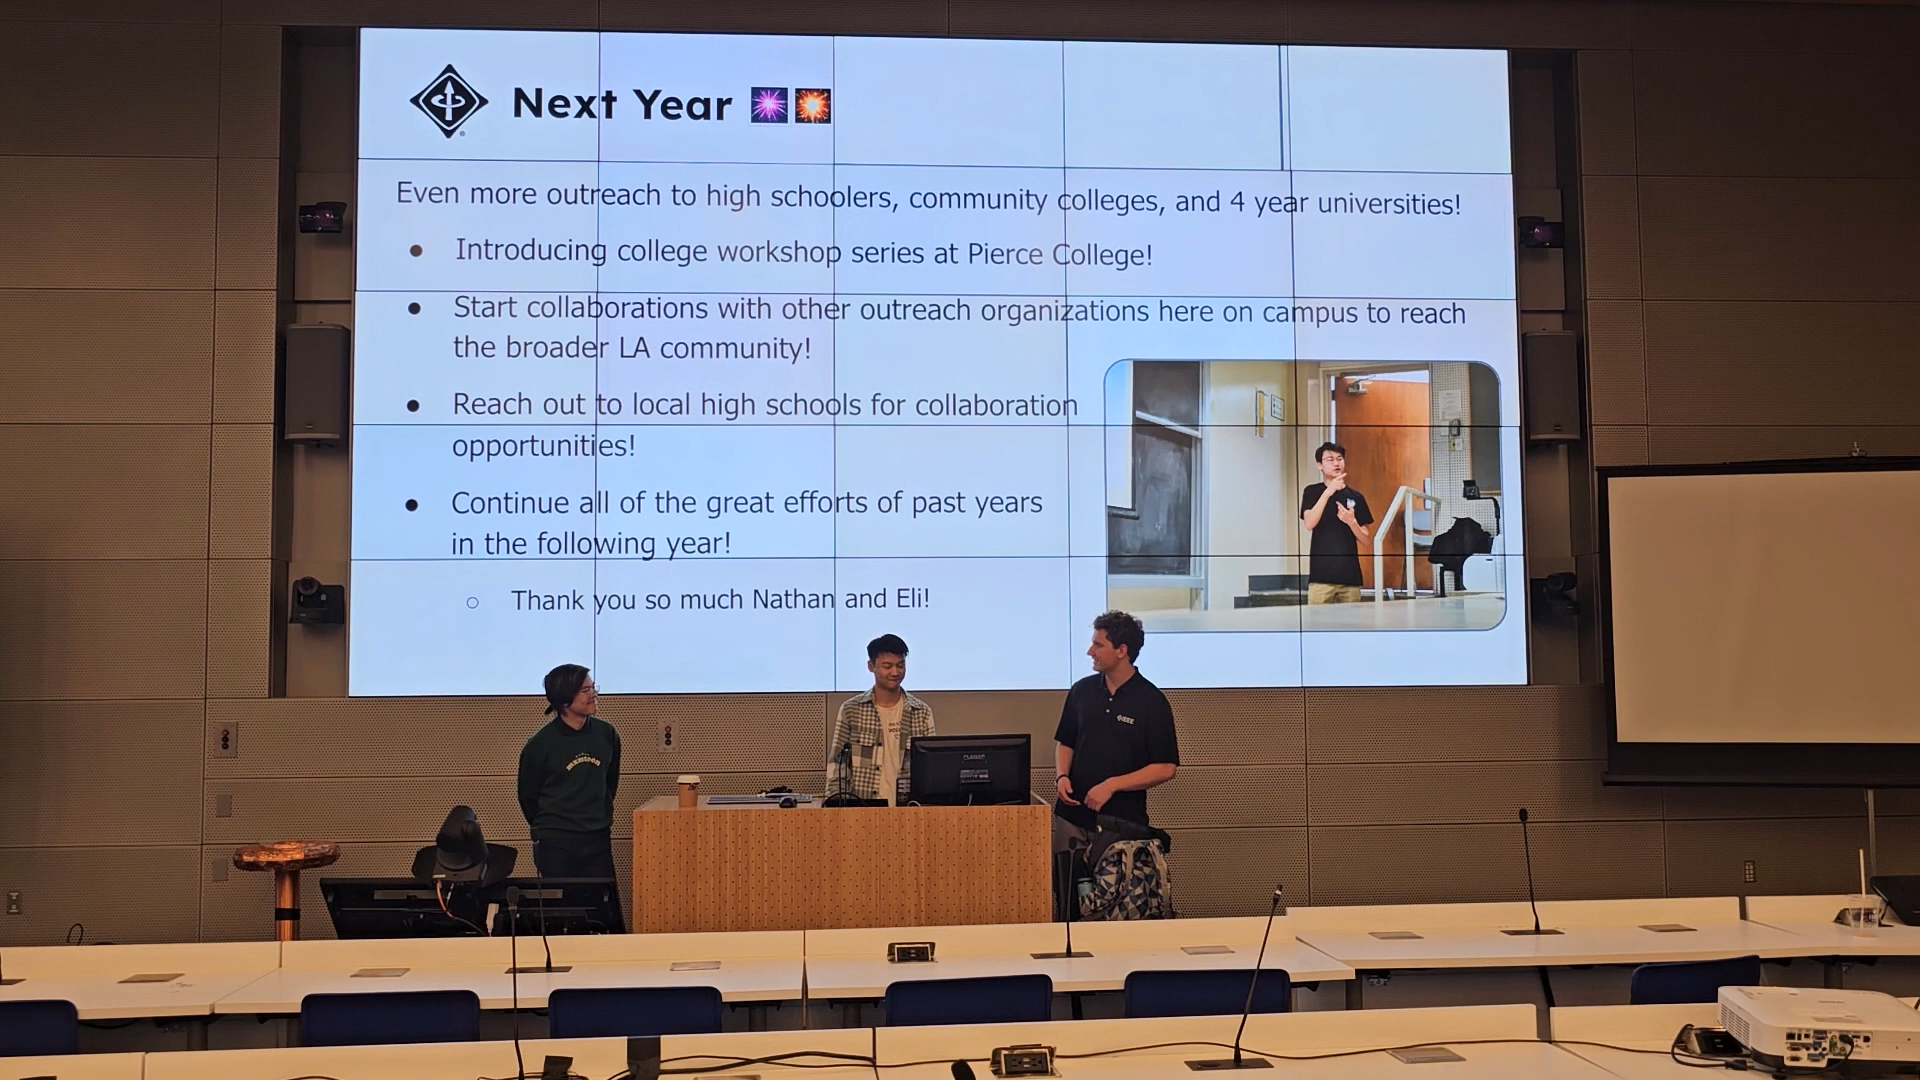 Next Year
Even more outreach to high schoolers, community colleges, and 4 year universities!
● Introducing college workshop series at Pierce College!
● Start collaborations with other outreach organizations here on campus to reach
the broader LA community!
● Reach out to local high schools for collaboration
opportunities!
● Continue all of the great efforts of past years
in the following year!
○ Thank you so much Nathan and Eli!
IEEE
PLANAR